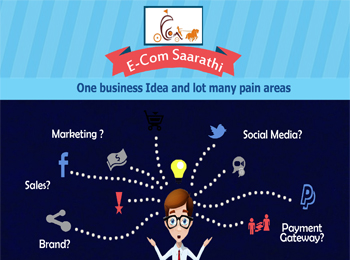 E-Com Saarathi
One business Idea and lot many pain areas
Marketing ?
Social Media?
Sales?
Brand?
Payment
Gateway?